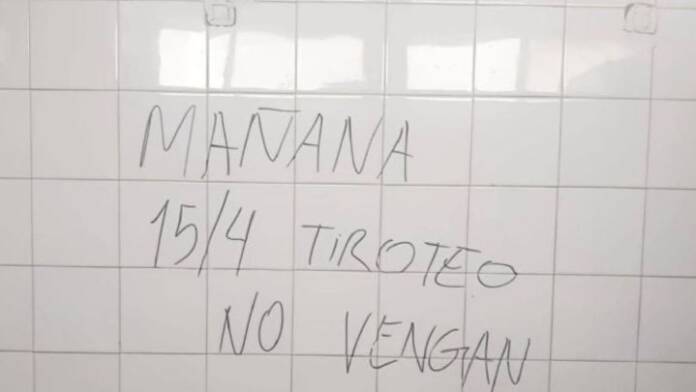 MAÑANA
15/4 TIROTEO
NO VENGAN